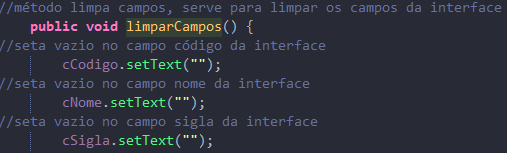 //método limpa campos, serve para limpar os campos da interface
public void limparCampos() {
//seta vazio no campo código da interface
cCodigo.setText("");
//seta vazio no campo nome da interface
cNome.setText("");
//seta vazio no campo sigla da interface
cSigla.setText("");